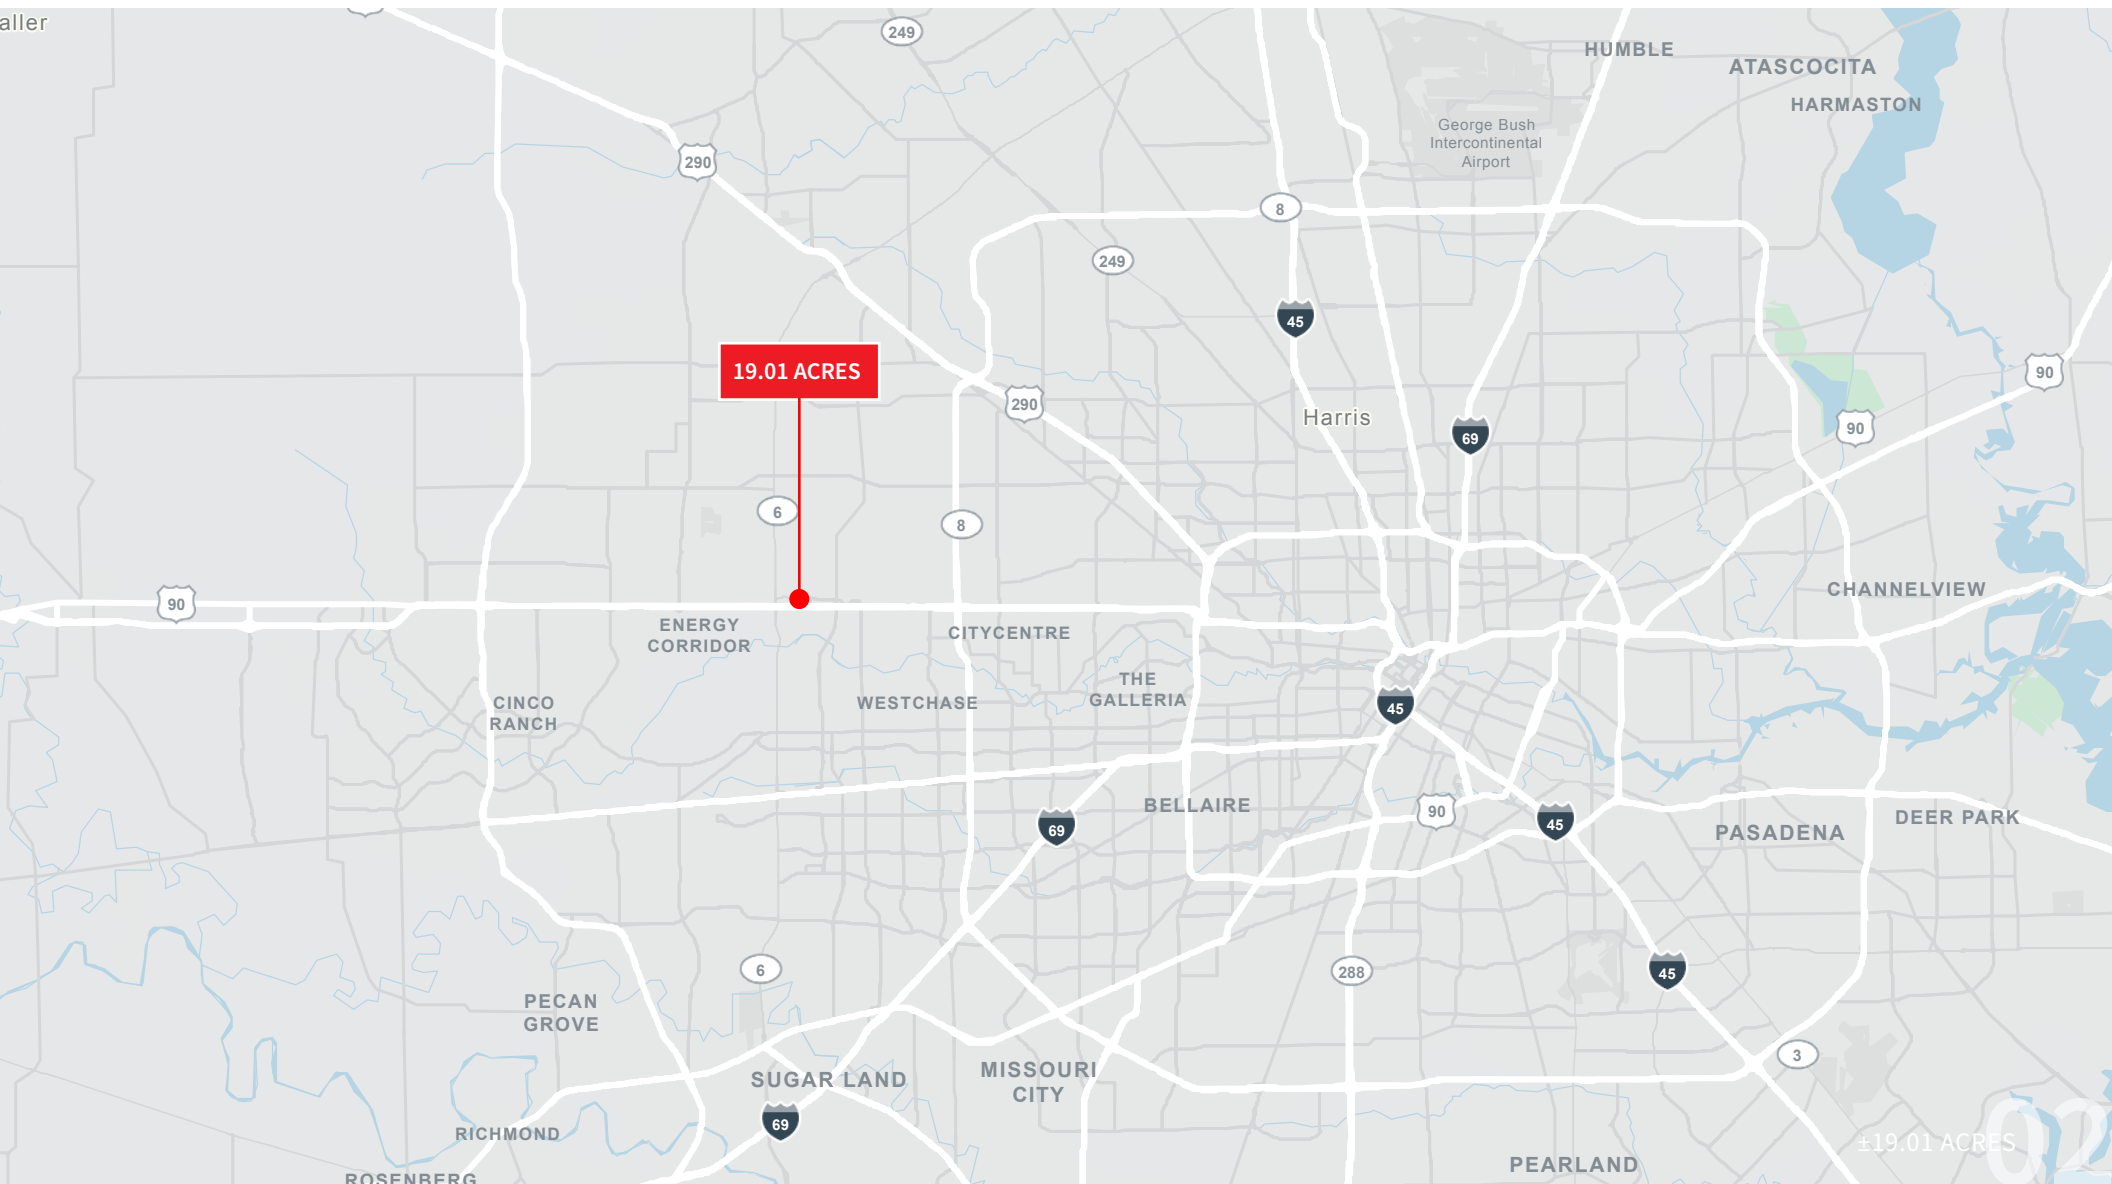 aller
249
HUMBLE
ATASCOCITA
HARMASTON
George Bush
Intercontinental
Airport
290
8
249
45
19.01 ACRES
290
90
Harris
90
69
6
8
90
CHANNELVIEW
ENERGY
CORRIDOR
CITYCENTRE
CINCO
RANCH
WESTCHASE
THE
GALLERIA
45
69
BELLAIRE
90
45
PASADENA
DEER PARK
6
288
45
PECAN
GROVE
3
SUGAR LAND
MISSOURI
CITY
69
RICHMOND
±19.01 ACRES
02
PEARLAND
ROSENBERG